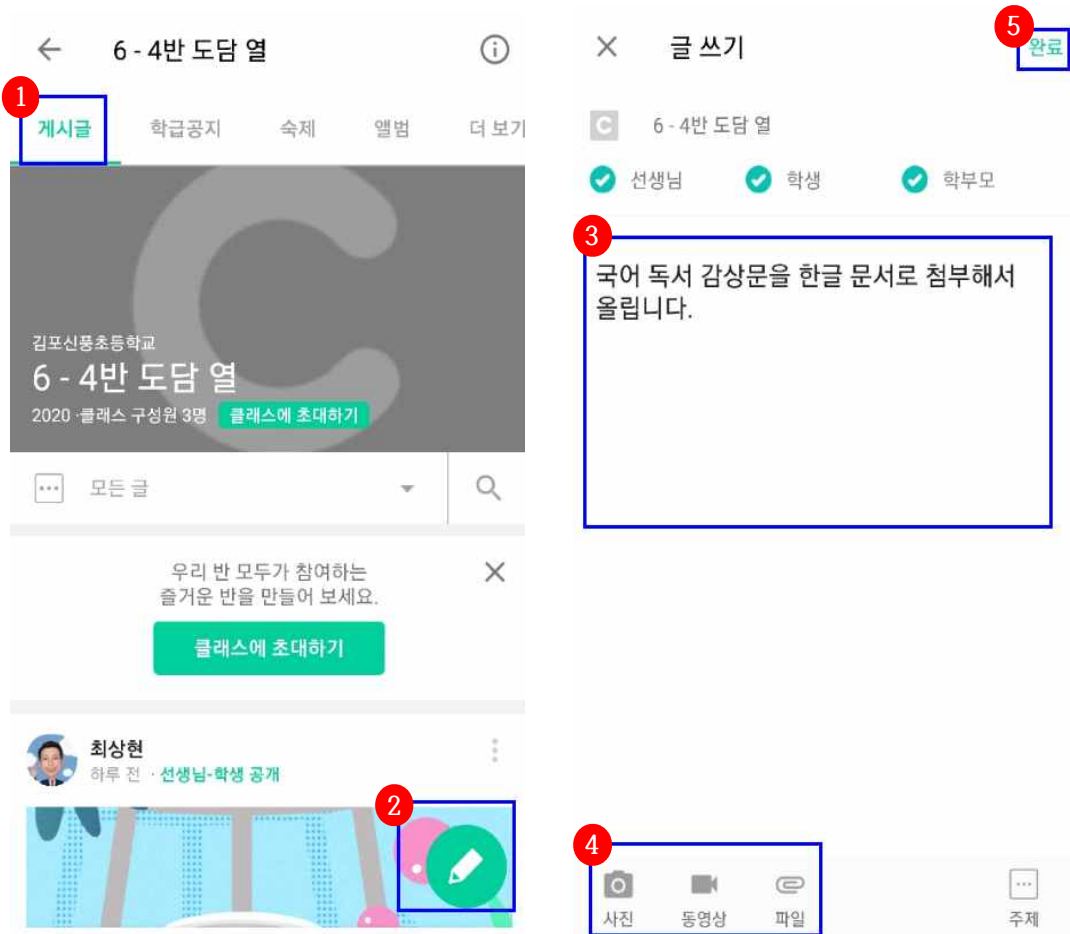 6 - 4반 도담 열
1
게시글 학급공지 숙제 앨범 더 보기
김포신풍초등학교
6 - 4반 도담 열
2020 ·클래스 구성원 3명 클래스에 초대하기
모든 글
우리 반 모두가 참여하는
즐거운 반을 만들어 보세요.
클래스에 초대하기
최상현
하루 전 · 선생님-학생 공개
2
5
글 쓰기 완료
C 6 - 4반 도담 열
선생님 학생 학부모
3
국어 독서 감상문을 한글 문서로 첨부해서
올립니다.
4
사진 동영상 파일 주제